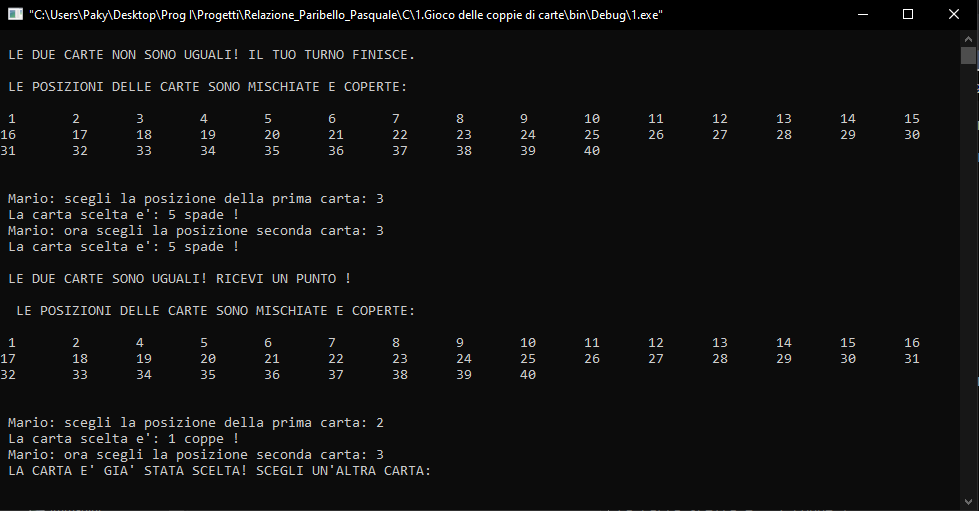 "C:\Users\Paky\Desktop\Prog I\Progetti\Relazione_Paribello_Pasquale\C\1.Gioco delle coppie di carte\bin\Debug\1.exe"
LE DUE CARTE NON SONO UGUALI! IL TUO TURNO FINISCE.
LE POSIZIONI DELLE CARTE SONO MISCHIATE E COPERTE:
1 2 3 4 5 6 7 8 9 10 11 12 13 14 15
16 17 18 19 20 21 22 23 24 25 26 27 28 29 30
31 32 33 34 35 36 37 38 39 40
Mario: scegli la posizione della prima carta: 3
La carta scelta e': 5 spade !
Mario: ora scegli la posizione seconda carta: 3
La carta scelta e': 5 spade !
LE DUE CARTE SONO UGUALI! RICEVI UN PUNTO !
LE POSIZIONI DELLE CARTE SONO MISCHIATE E COPERTE:
1 2 4 5 6 7 8 9 10 11 12 13 14 15 16
17 18 19 20 21 22 23 24 25 26 27 28 29 30 31
32 33 34 35 36 37 38 39 40
Mario: scegli la posizione della prima carta: 2
La carta scelta e': 1 coppe !
Mario: ora scegli la posizione seconda carta: 3
LA CARTA E' GIA' STATA SCELTA! SCEGLI UN'ALTRA CARTA: